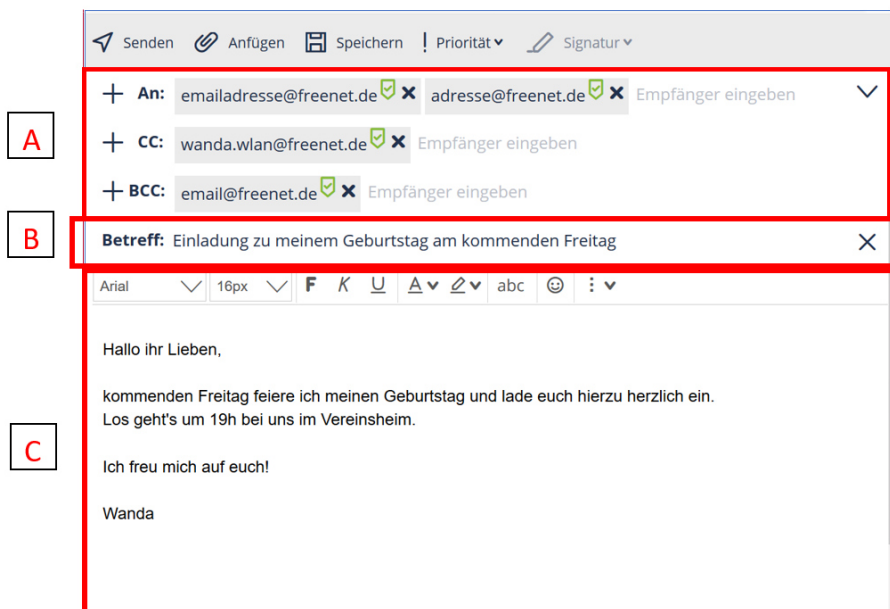 Senden Anfügen Speichern Priorität Signatur
A
An: emailadresse@freenet.de adresse@freenet.de Empfänger eingeben
CC: wanda.wlan@freenet.de Empfänger eingeben
BCC: email@freenet.de Empfänger eingeben
B
Betreff: Einladung zu meinem Geburtstag am kommenden Freitag
C
Arial 16px F K U A abc
Hallo ihr Lieben,
kommenden Freitag feiere ich meinen Geburtstag und lade euch hierzu herzlich ein.
Los geht's um 19h bei uns im Vereinsheim.
Ich freu mich auf euch!
Wanda